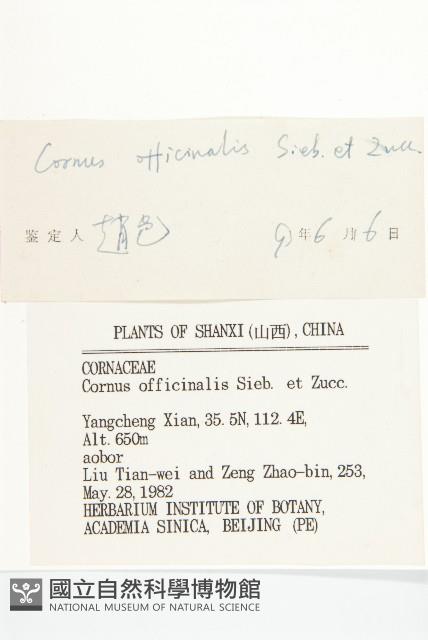 Cornus officinalis Sieb. et Zucc.
鉴定人 趙 年6月6日
PLANTS OF SHANXI (山西), CHINA
CORNACEAE
Cornus officinalis Sieb. et Zucc.
Yangcheng Xian, 35.5N, 112.4E,
Alt. 650m
aobor
Liu Tian-wei and Zeng Zhao-bin, 253,
May. 28, 1982
HERBARIUM INSTITUTE OF BOTANY,
ACADEMIA SINICA, BEIJING (PE)
國立自然科學博物館
NATIONAL MUSEUM OF NATURAL SCIENCE